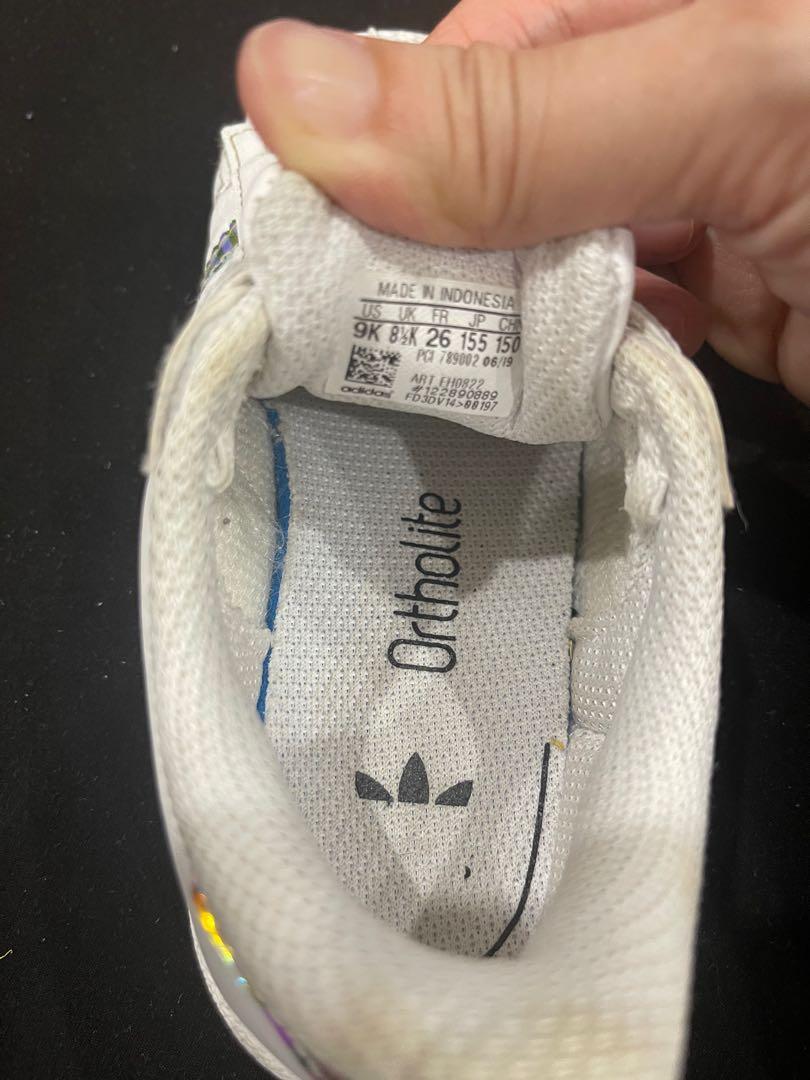 MADE IN INDONESIA
US UK FR JP CHN
9K 8½K 26 155 150
PCI 789002 06/19
ART EH0822
#122890889
adidas FD3DV14>88197
Ortholite